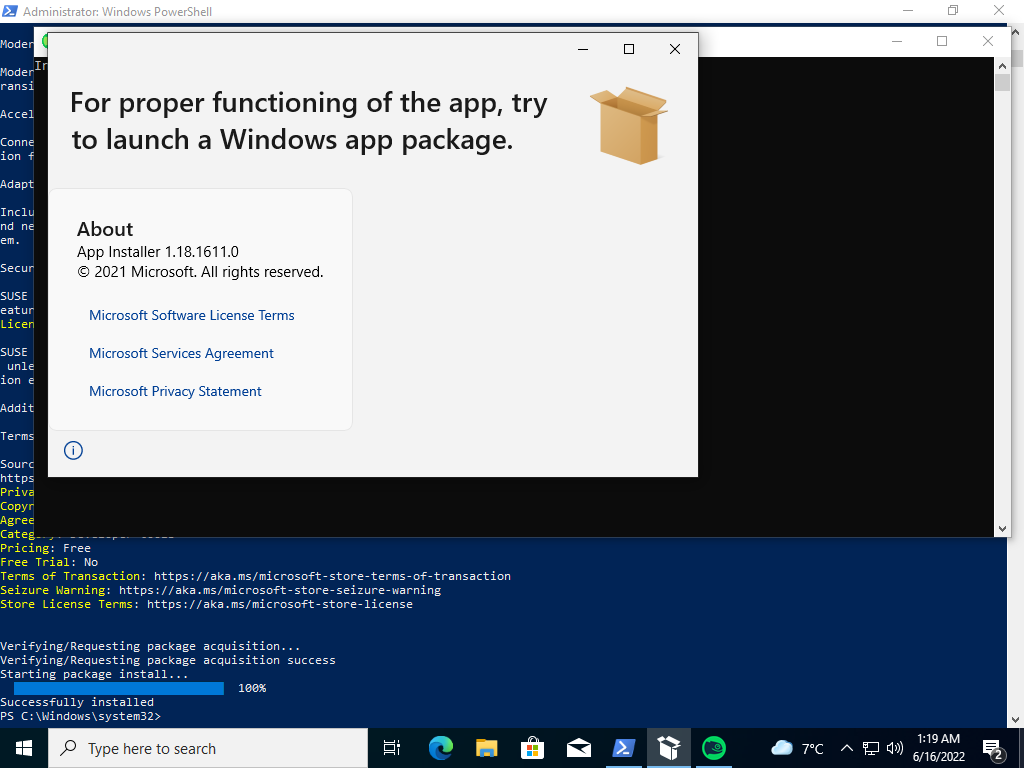 Administrator: Windows PowerShell
For proper functioning of the app, try
to launch a Windows app package.
About
App Installer 1.18.1611.0
© 2021 Microsoft. All rights reserved.
Microsoft Software License Terms
Microsoft Services Agreement
Microsoft Privacy Statement
Moder
Moder
ransi
Accel
Conne
ion f
Adapt
Inclu
nd ne
em.
Secur
SUSE
eatur
Licen
SUSE
unle
ion e
Addit
Terms
Sourc
https
Priva
Copyr
Agree
Pricing: Free
Free Trial: No
Terms of Transaction: https://aka.ms/microsoft-store-terms-of-transaction
Seizure Warning: https://aka.ms/microsoft-store-seizure-warning
Store License Terms: https://aka.ms/microsoft-store-license
Verifying/Requesting package acquisition...
Verifying/Requesting package acquisition success
Starting package install...
100%
Successfully installed
PS C:\Windows\system32>
Type here to search
7°C
1:19 AM
6/16/2022
2